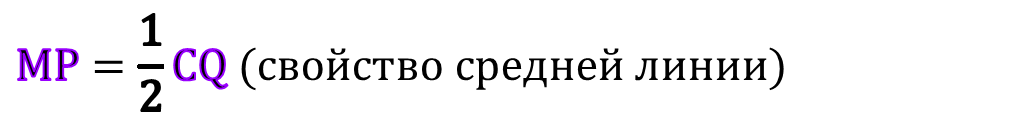 MP = 1/2 CQ (свойство средней линии)